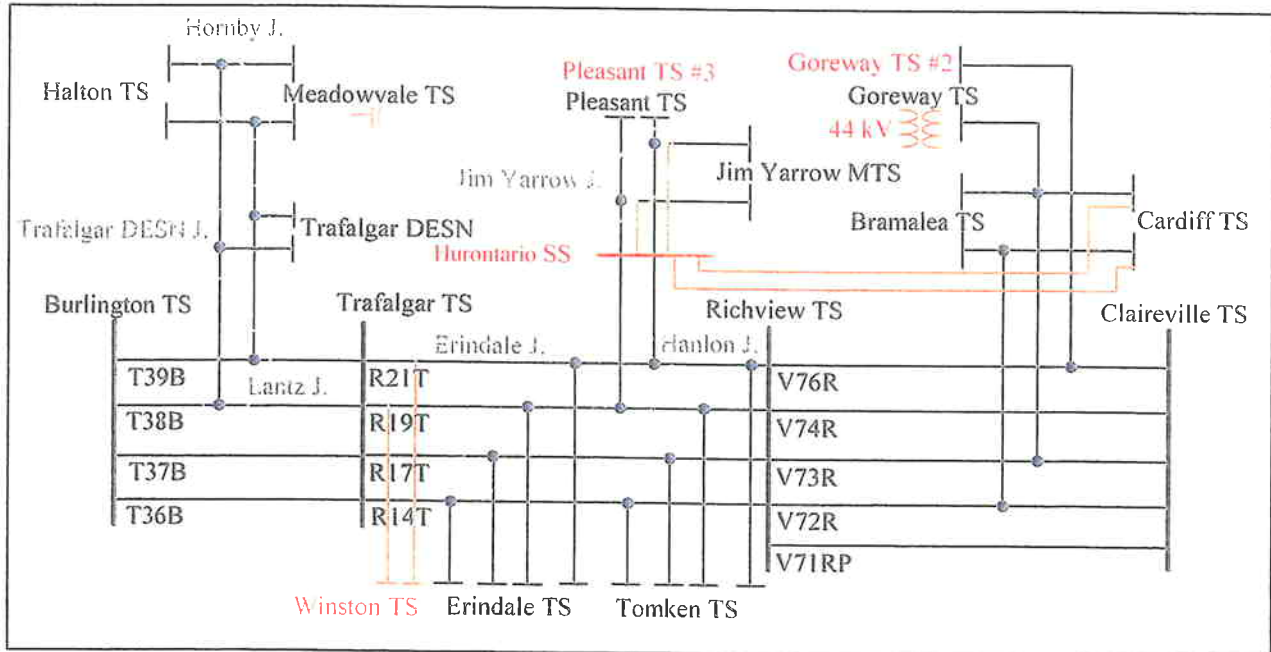 Hornby J.
Halton TS
Meadowvale TS
Pleasant TS #3
Pleasant TS
Goreway TS #2
Goreway TS
44 kV
Jim Yarrow J.
Jim Yarrow MTS
Bramalea TS
Cardiff TS
Trafalgar DESN J.
Trafalgar DESN
Hurontario SS
Burlington TS
Trafalgar TS
Richview TS
Claireville TS
Erindale J.
Hanlon J.
T39B
R21T
V76R
Lantz J.
T38B
R19T
V74R
T37B
R17T
V73R
T36B
R14T
V72R
V71RP
Winston TS
Erindale TS
Tomken TS